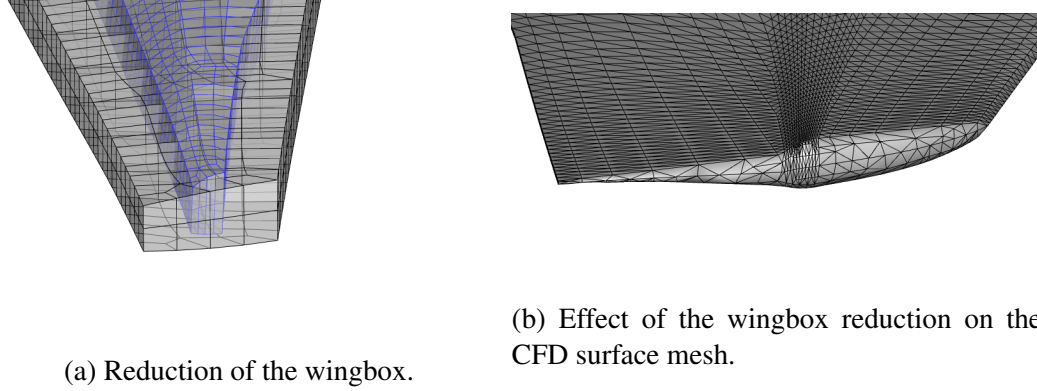 (a) Reduction of the wingbox.
(b) Effect of the wingbox reduction on the
CFD surface mesh.